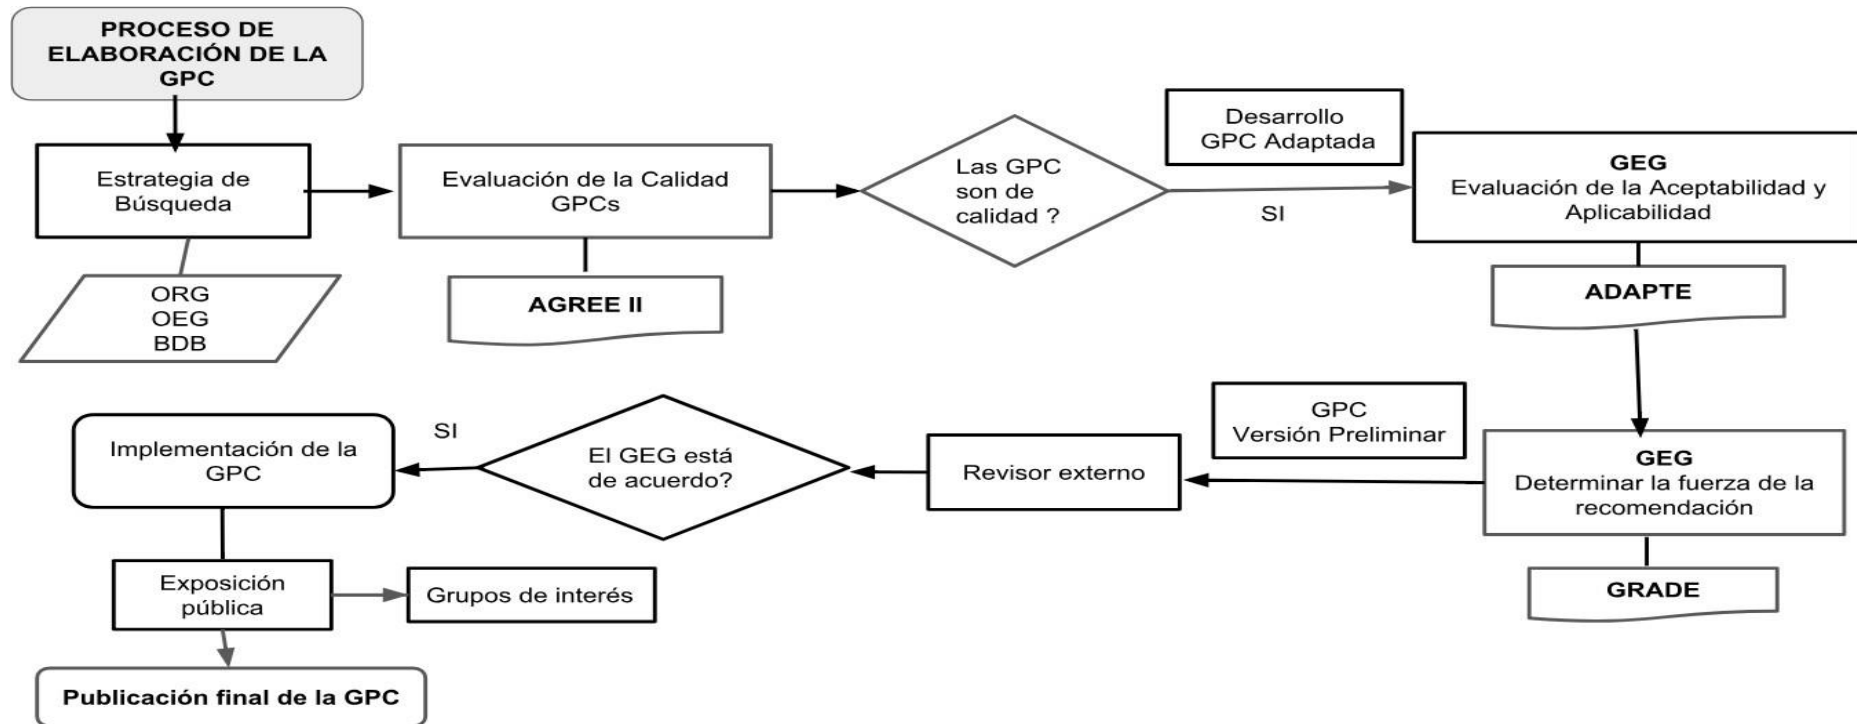 PROCESO DE
ELABORACIÓN DE LA
GPC
Estrategia de
Búsqueda
ORG
OEG
BDB
Evaluación de la Calidad
GPCs
AGREE II
Las GPC
son de
calidad ?
SI
Desarrollo
GPC Adaptada
GEG
Evaluación de la Aceptabilidad y
Aplicabilidad
ADAPTE
GEG
Determinar la fuerza de la
recomendación
GRADE
GPC
Versión Preliminar
Revisor externo
El GEG está
de acuerdo?
SI
Implementación de la
GPC
Exposición
pública
Grupos de interés
Publicación final de la GPC